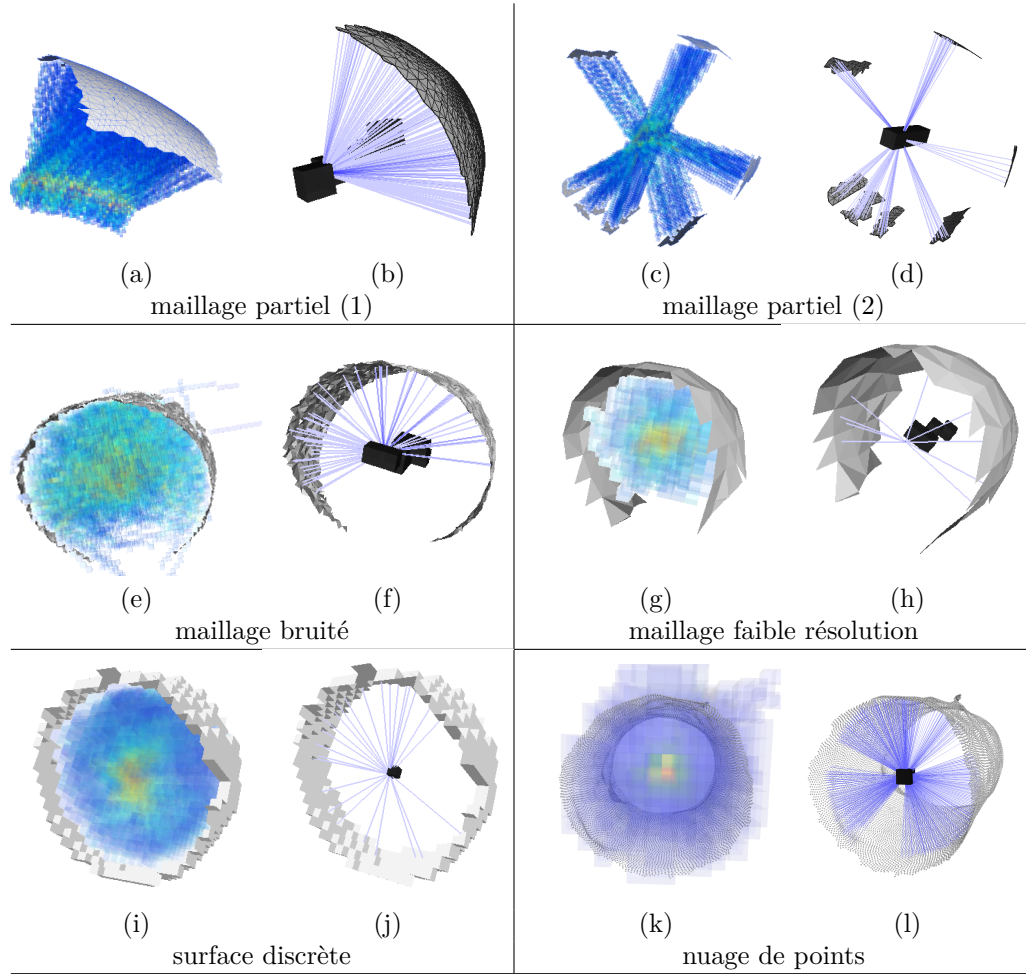 (a) (b) (c) (d)
maillage partiel (1) maillage partiel (2)
(e) (f) (g) (h)
maillage bruité maillage faible résolution
(i) (j) (k) (l)
surface discrète nuage de points